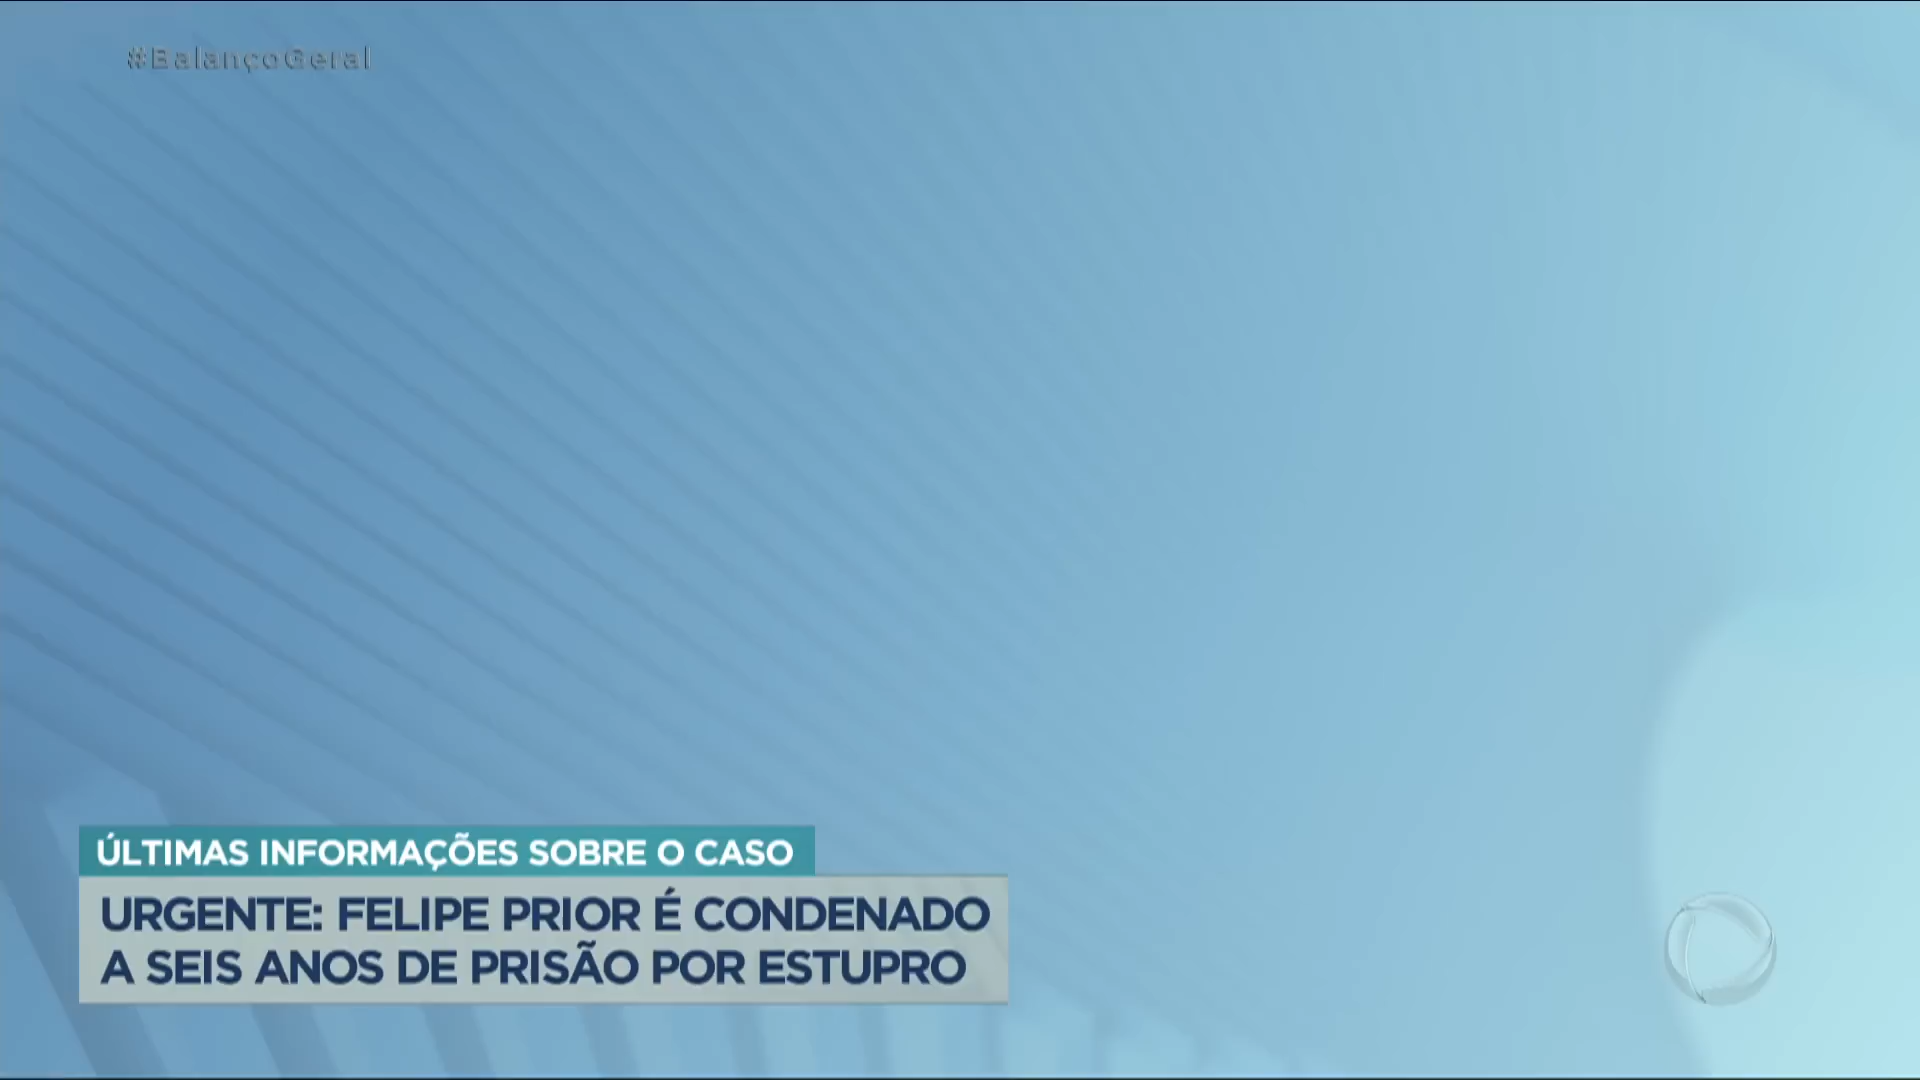 #BalançoGeral
ÚLTIMAS INFORMAÇÕES SOBRE O CASO
URGENTE: FELIPE PRIOR É CONDENADO
A SEIS ANOS DE PRISÃO POR ESTUPRO